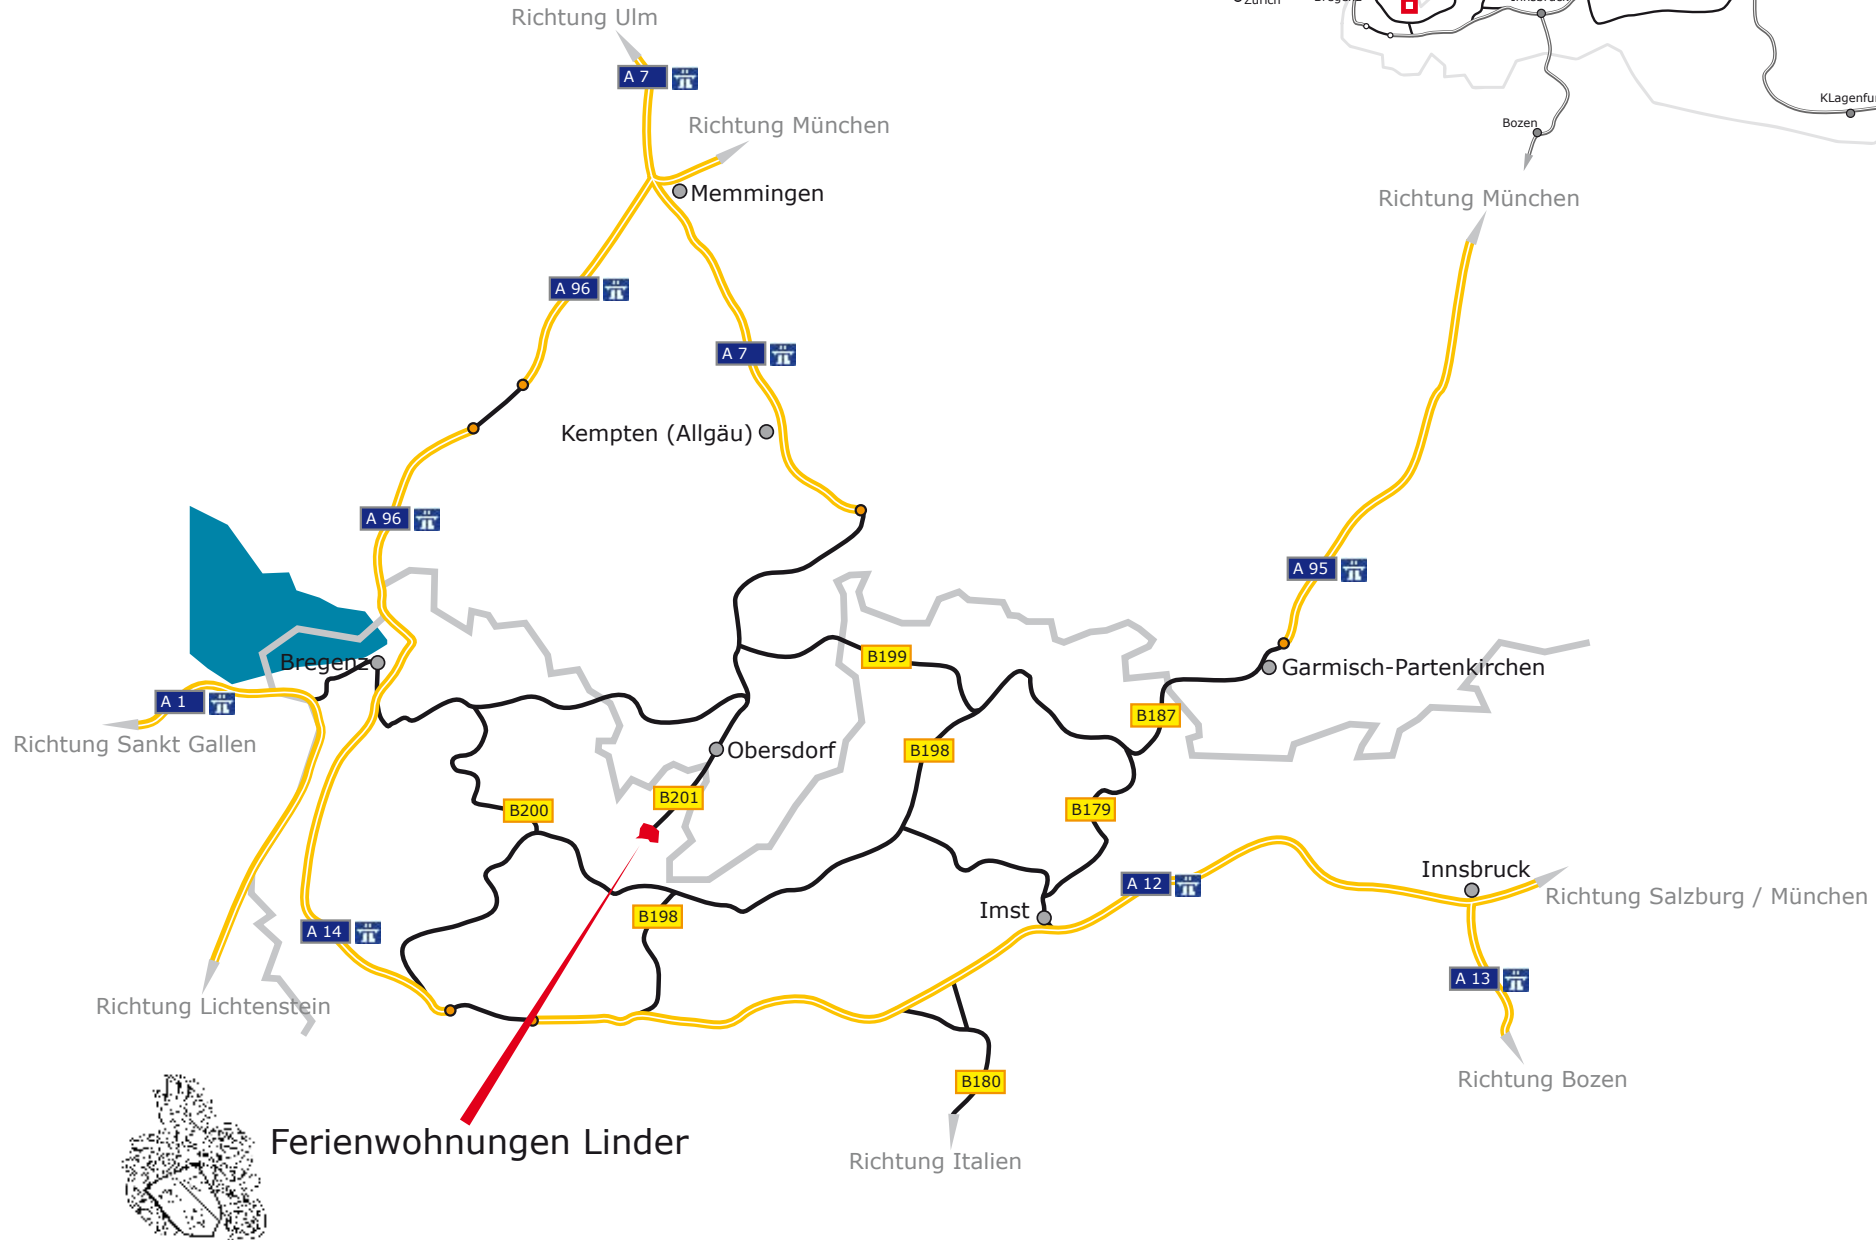 Richtung Ulm
A 7
Richtung München
Memmingen
A 96
A 7
Kempten (Allgäu)
A 96
Bozen
Richtung München
A 95
Bregenz
A 1
Richtung Sankt Gallen
B199
Garmisch-Partenkirchen
B187
B198
Obersdorf
B201
B200
B179
A 12
Innsbruck
Richtung Salzburg / München
Imst
B198
A 14
A 13
Richtung Lichtenstein
B180
Richtung Bozen
Ferienwohnungen Linder
Richtung Italien